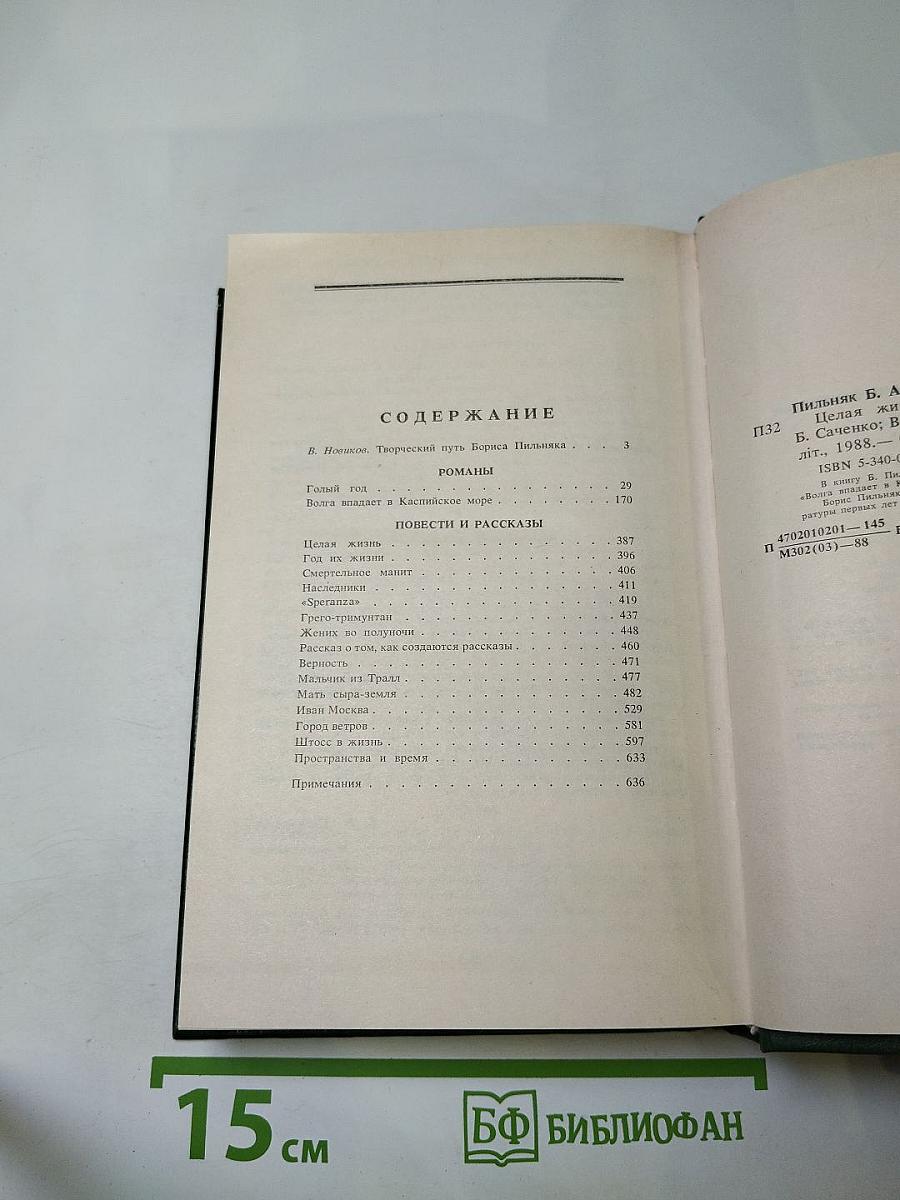 СОДЕРЖАНИЕ
В. Новиков. Творческий путь Бориса Пильняка . . . 3
РОМАНЫ
Голый год . . . . . . . . . . . . . . 29
Волга впадает в Каспийское море . . . . . . . . 170
ПОВЕСТИ И РАССКАЗЫ
Целая жизнь . . . . . . . . . . . . . . 387
Год их жизни . . . . . . . . . . . . . . 396
Смертельное манит . . . . . . . . . . . . 406
Наследники . . . . . . . . . . . . . . 411
«Speranza» . . . . . . . . . . . . . . 419
Грего-тримунтан . . . . . . . . . . . . . 437
Жених во полуночи . . . . . . . . . . . . 448
Рассказ о том, как создаются рассказы . . . . . . . 460
Верность . . . . . . . . . . . . . . . 471
Мальчик из Тралл . . . . . . . . . . . . . 477
Мать сыра-земля . . . . . . . . . . . . . 482
Иван Москва . . . . . . . . . . . . . . 529
Город ветров . . . . . . . . . . . . . . 581
Штосс в жизнь . . . . . . . . . . . . . . 597
Пространства и время . . . . . . . . . . . 633
Примечания . . . . . . . . . . . . . . . 636
Пильняк Б. А
П32 Целая жи
Б. Саченко; В
літ., 1988.—
ISBN 5-340-0
В книгу Б. Пил
«Волга впадает в К
Борис Пильняк
ратуры первых лет
П 4702010201—145
М302(03)—88
15 см
БФ БИБЛИОФАН